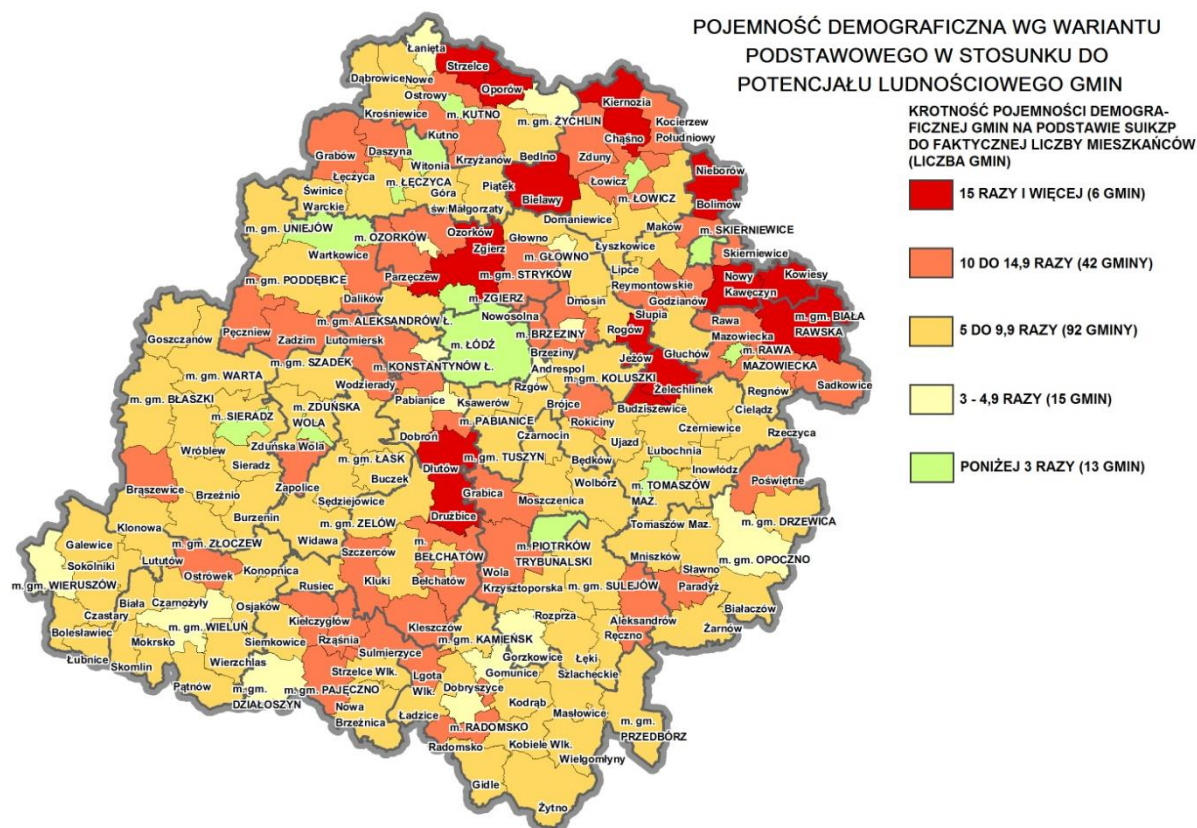 POJEMNOŚĆ DEMOGRAFICZNA WG WARIANTU
PODSTAWOWEGO W STOSUNKU DO
POTENCJAŁU LUDNOŚCIOWEGO GMIN
KROTNOŚĆ POJEMNOŚCI DEMOGRA-
FICZNEJ GMIN NA PODSTAWIE SUIKZP
DO FAKTYCZNEJ LICZBY MIESZKAŃCÓW
(LICZBA GMIN)
15 RAZY I WIĘCEJ (6 GMIN)
10 DO 14,9 RAZY (42 GMINY)
5 DO 9,9 RAZY (92 GMINY)
3 - 4,9 RAZY (15 GMIN)
PONIŻEJ 3 RAZY (13 GMIN)
Łanięta
Strzelce
Dąbrowice
Nowe
Ostrowy
Oporów
Kiernozia
Krośniewice
m. KUTNO
m. gm. ŻYCHLIN
Kocierzew
Południowy
Chąśno
Kutno
Grabów
Daszyna
Witonia
Krzyżanów
Bedlno
Zduny
Nieborów
Łęczyca
m. ŁĘCZYCA
Łowicz
Świnice
Warckie
Góra
św. Małgorzaty
Piątek
Bielawy
m. ŁOWICZ
Bolimów
Domaniewice
Maków
m. SKIERNIEWICE
m. gm. UNIEJÓW
m. OZORKÓW
Ozorków
Głowno
Łyszkowice
Skierniewice
Wartkowice
Zgierz
m. GŁOWNO
Lipce
Reymontowskie
Nowy
Kawęczyn
Kowiesy
Parzęczew
m. gm. STRYKÓW
m. gm. PODDĘBICE
Dalików
m. ZGIERZ
Dmosin
Godzianów
m. gm. BIAŁA
RAWSKA
Słupia
Nowosolna
Rawa
Mazowiecka
Pęczniew
m. gm. ALEKSANDRÓW Ł.
m. BRZEZINY
Rogów
Goszczanów
Zadzim
Lutomiersk
m. ŁÓDŹ
m. RAWA
MAZOWIECKA
Brzeziny
Jeżów
Głuchów
m. gm. SZADEK
m. KONSTANTYNÓW Ł.
Andrespol
m. gm. WARTA
Wodzierady
m. gm. KOLUSZKI
Żelechlinek
Sadkowice
Rzgów
Regnów
m. gm. BŁASZKI
Pabianice
Ksawerów
Brójce
Budziszewice
Cielądz
m. SIERADZ
m. ZDUŃSKA
WOLA
m. PABIANICE
Rokiciny
Czerniewice
Rzeczyca
Dobroń
Czarnocin
Ujazd
Wróblew
Zduńska Wola
m. gm. ŁASK
m. gm. TUSZYN
Będków
Lubochnia
Sieradz
Buczek
Dłutów
Wolbórz
Inowłódz
m. TOMASZÓW
MAZ.
Brąszewice
Brzeźnio
Zapolice
Sędziejowice
Grabica
Moszczenica
Poświętne
Burzenin
m. gm. ZELÓW
Drużbice
Klonowa
Widawa
Tomaszów Maz.
m. gm. DRZEWICA
Galewice
m. gm. ZŁOCZEW
Szczerców
m.
BEŁCHATÓW
m. PIOTRKÓW
TRYBUNALSKI
Mniszków
m. gm. OPOCZNO
Sokolniki
Lututów
Konopnica
Bełchatów
Wola
Krzysztoporska
Sławno
m. gm. WIERUSZÓW
Ostrówek
Rusiec
Kluki
m. gm. SULEJÓW
Paradyż
Biała
Czarnożyły
Osjaków
Białaczów
Czastary
Kiełczygłów
Kleszczów
Rozprza
Aleksandrów
Bolesławiec
m. gm. WIELUŃ
Ręczno
Żarnów
Mokrsko
Siemkowice
Rząśnia
m. gm. KAMIEŃSK
Sulmierzyce
Gorzkowice
Łubnice
Skomlin
Wierzchlas
Strzelce Wlk.
Gomunice
Łęki
Szlacheckie
Lgota
Wlk.
Dobryszyce
Pątnów
m. gm.
DZIAŁOSZYN
m. gm. PAJĘCZNO
Nowa
Brzeźnica
Kodrąb
Masłowice
Ładzice
m. RADOMSKO
m. gm.
PRZEDBÓRZ
Radomsko
Kobiele Wlk.
Wielgomłyny
Gidle
Żytno